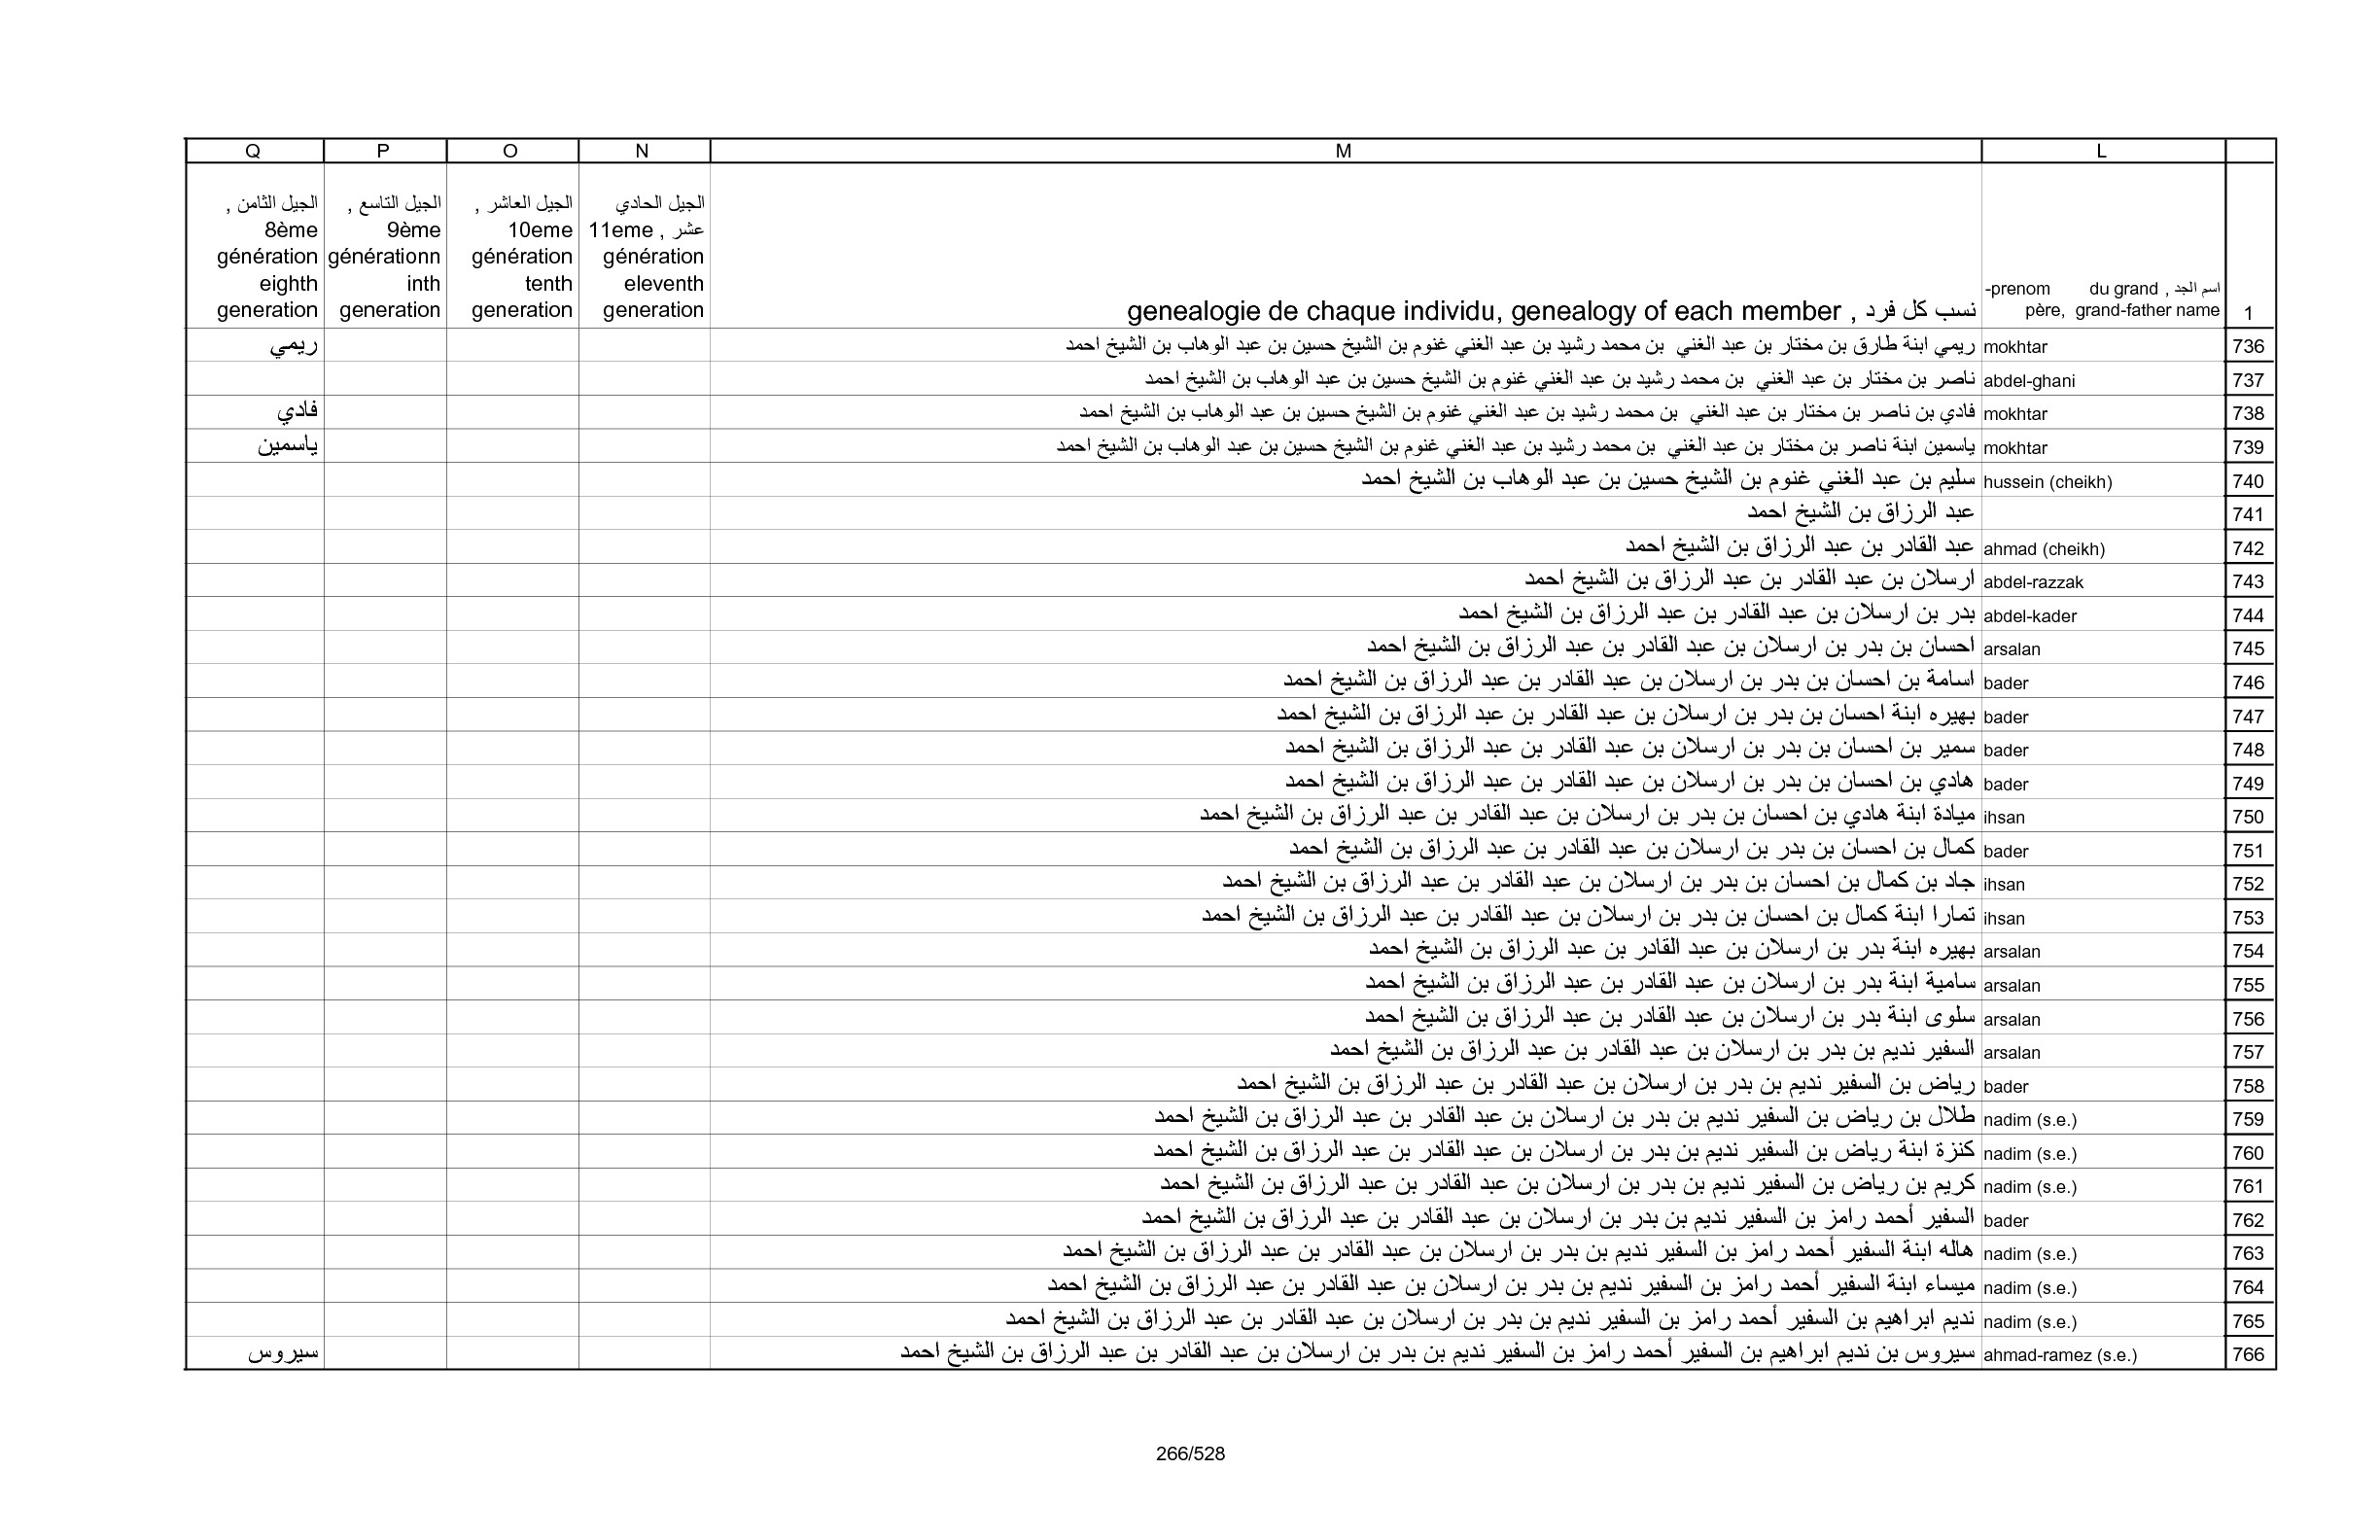 L M N O P Q
1 اسم الجد , prenom du grand-père, grand-father name نسب كل فرد , genealogie de chaque individu, genealogy of each member الجيل الحادي عشر , 11eme génération eleventh generation الجيل العاشر , 10eme génération tenth generation الجيل التاسع , 9ème générationn inth generation الجيل الثامن , 8ème génération eighth generation
736 mokhtar ريمي ابنة طارق بن مختار بن عبد الغني بن محمد رشيد بن عبد الغني غنوم بن الشيخ حسين بن عبد الوهاب بن الشيخ احمد ريمي
737 abdel-ghani ناصر بن مختار بن عبد الغني بن محمد رشيد بن عبد الغني غنوم بن الشيخ حسين بن عبد الوهاب بن الشيخ احمد
738 mokhtar فادي بن ناصر بن مختار بن عبد الغني بن محمد رشيد بن عبد الغني غنوم بن الشيخ حسين بن عبد الوهاب بن الشيخ احمد فادي
739 mokhtar ياسمين ابنة ناصر بن مختار بن عبد الغني بن محمد رشيد بن عبد الغني غنوم بن الشيخ حسين بن عبد الوهاب بن الشيخ احمد ياسمين
740 hussein (cheikh) سليم بن عبد الغني غنوم بن الشيخ حسين بن عبد الوهاب بن الشيخ احمد
741 عبد الرزاق بن الشيخ احمد
742 ahmad (cheikh) عبد القادر بن عبد الرزاق بن الشيخ احمد
743 abdel-razzak ارسلان بن عبد القادر بن عبد الرزاق بن الشيخ احمد
744 abdel-kader بدر بن ارسلان بن عبد القادر بن عبد الرزاق بن الشيخ احمد
745 arsalan احسان بن بدر بن ارسلان بن عبد القادر بن عبد الرزاق بن الشيخ احمد
746 bader اسامة بن احسان بن بدر بن ارسلان بن عبد القادر بن عبد الرزاق بن الشيخ احمد
747 bader بهيره ابنة احسان بن بدر بن ارسلان بن عبد القادر بن عبد الرزاق بن الشيخ احمد
748 bader سمير بن احسان بن بدر بن ارسلان بن عبد القادر بن عبد الرزاق بن الشيخ احمد
749 bader هادي بن احسان بن بدر بن ارسلان بن عبد القادر بن عبد الرزاق بن الشيخ احمد
750 ihsan ميادة ابنة هادي بن احسان بن بدر بن ارسلان بن عبد القادر بن عبد الرزاق بن الشيخ احمد
751 bader كمال بن احسان بن بدر بن ارسلان بن عبد القادر بن عبد الرزاق بن الشيخ احمد
752 ihsan جاد بن كمال بن احسان بن بدر بن ارسلان بن عبد القادر بن عبد الرزاق بن الشيخ احمد
753 ihsan تمارا ابنة كمال بن احسان بن بدر بن ارسلان بن عبد القادر بن عبد الرزاق بن الشيخ احمد
754 arsalan بهيره ابنة بدر بن ارسلان بن عبد القادر بن عبد الرزاق بن الشيخ احمد
755 arsalan سامية ابنة بدر بن ارسلان بن عبد القادر بن عبد الرزاق بن الشيخ احمد
756 arsalan سلوى ابنة بدر بن ارسلان بن عبد القادر بن عبد الرزاق بن الشيخ احمد
757 arsalan السفير نديم بن بدر بن ارسلان بن عبد القادر بن عبد الرزاق بن الشيخ احمد
758 bader رياض بن السفير نديم بن بدر بن ارسلان بن عبد القادر بن عبد الرزاق بن الشيخ احمد
759 nadim (s.e.) طلال بن رياض بن السفير نديم بن بدر بن ارسلان بن عبد القادر بن عبد الرزاق بن الشيخ احمد
760 nadim (s.e.) كنزة ابنة رياض بن السفير نديم بن بدر بن ارسلان بن عبد القادر بن عبد الرزاق بن الشيخ احمد
761 nadim (s.e.) كريم بن رياض بن السفير نديم بن بدر بن ارسلان بن عبد القادر بن عبد الرزاق بن الشيخ احمد
762 bader السفير أحمد رامز بن السفير نديم بن بدر بن ارسلان بن عبد القادر بن عبد الرزاق بن الشيخ احمد
763 nadim (s.e.) هاله ابنة السفير أحمد رامز بن السفير نديم بن بدر بن ارسلان بن عبد القادر بن عبد الرزاق بن الشيخ احمد
764 nadim (s.e.) ميساء ابنة السفير أحمد رامز بن السفير نديم بن بدر بن ارسلان بن عبد القادر بن عبد الرزاق بن الشيخ احمد
765 nadim (s.e.) نديم ابراهيم بن السفير أحمد رامز بن السفير نديم بن بدر بن ارسلان بن عبد القادر بن عبد الرزاق بن الشيخ احمد
766 ahmad-ramez (s.e.) سيروس بن نديم ابراهيم بن السفير أحمد رامز بن السفير نديم بن بدر بن ارسلان بن عبد القادر بن عبد الرزاق بن الشيخ احمد سيروس
266/528